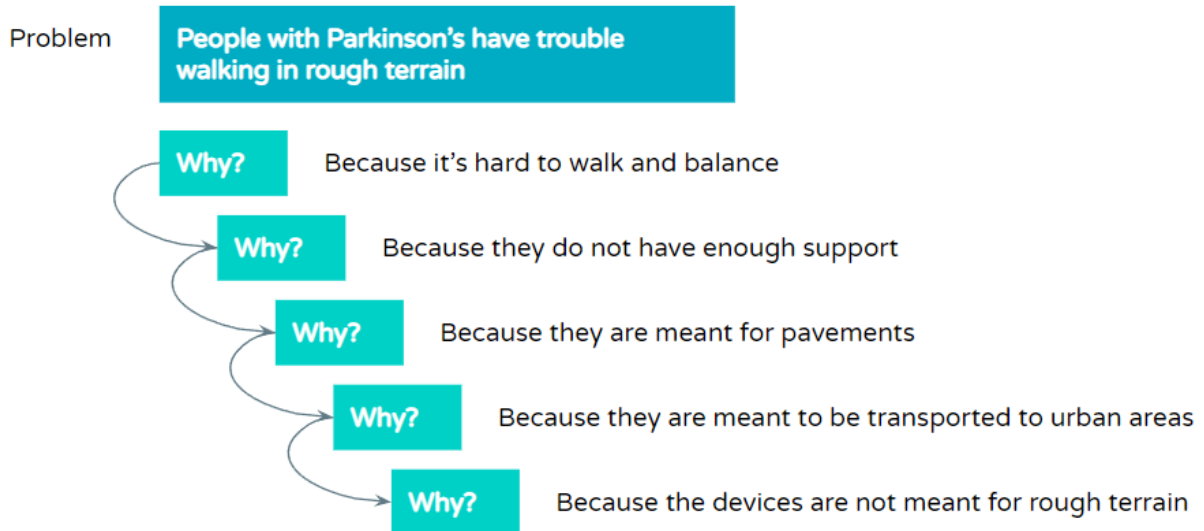 Problem
People with Parkinson's have trouble
walking in rough terrain
Why? Because it's hard to walk and balance
Why? Because they do not have enough support
Why? Because they are meant for pavements
Why? Because they are meant to be transported to urban areas
Why? Because the devices are not meant for rough terrain